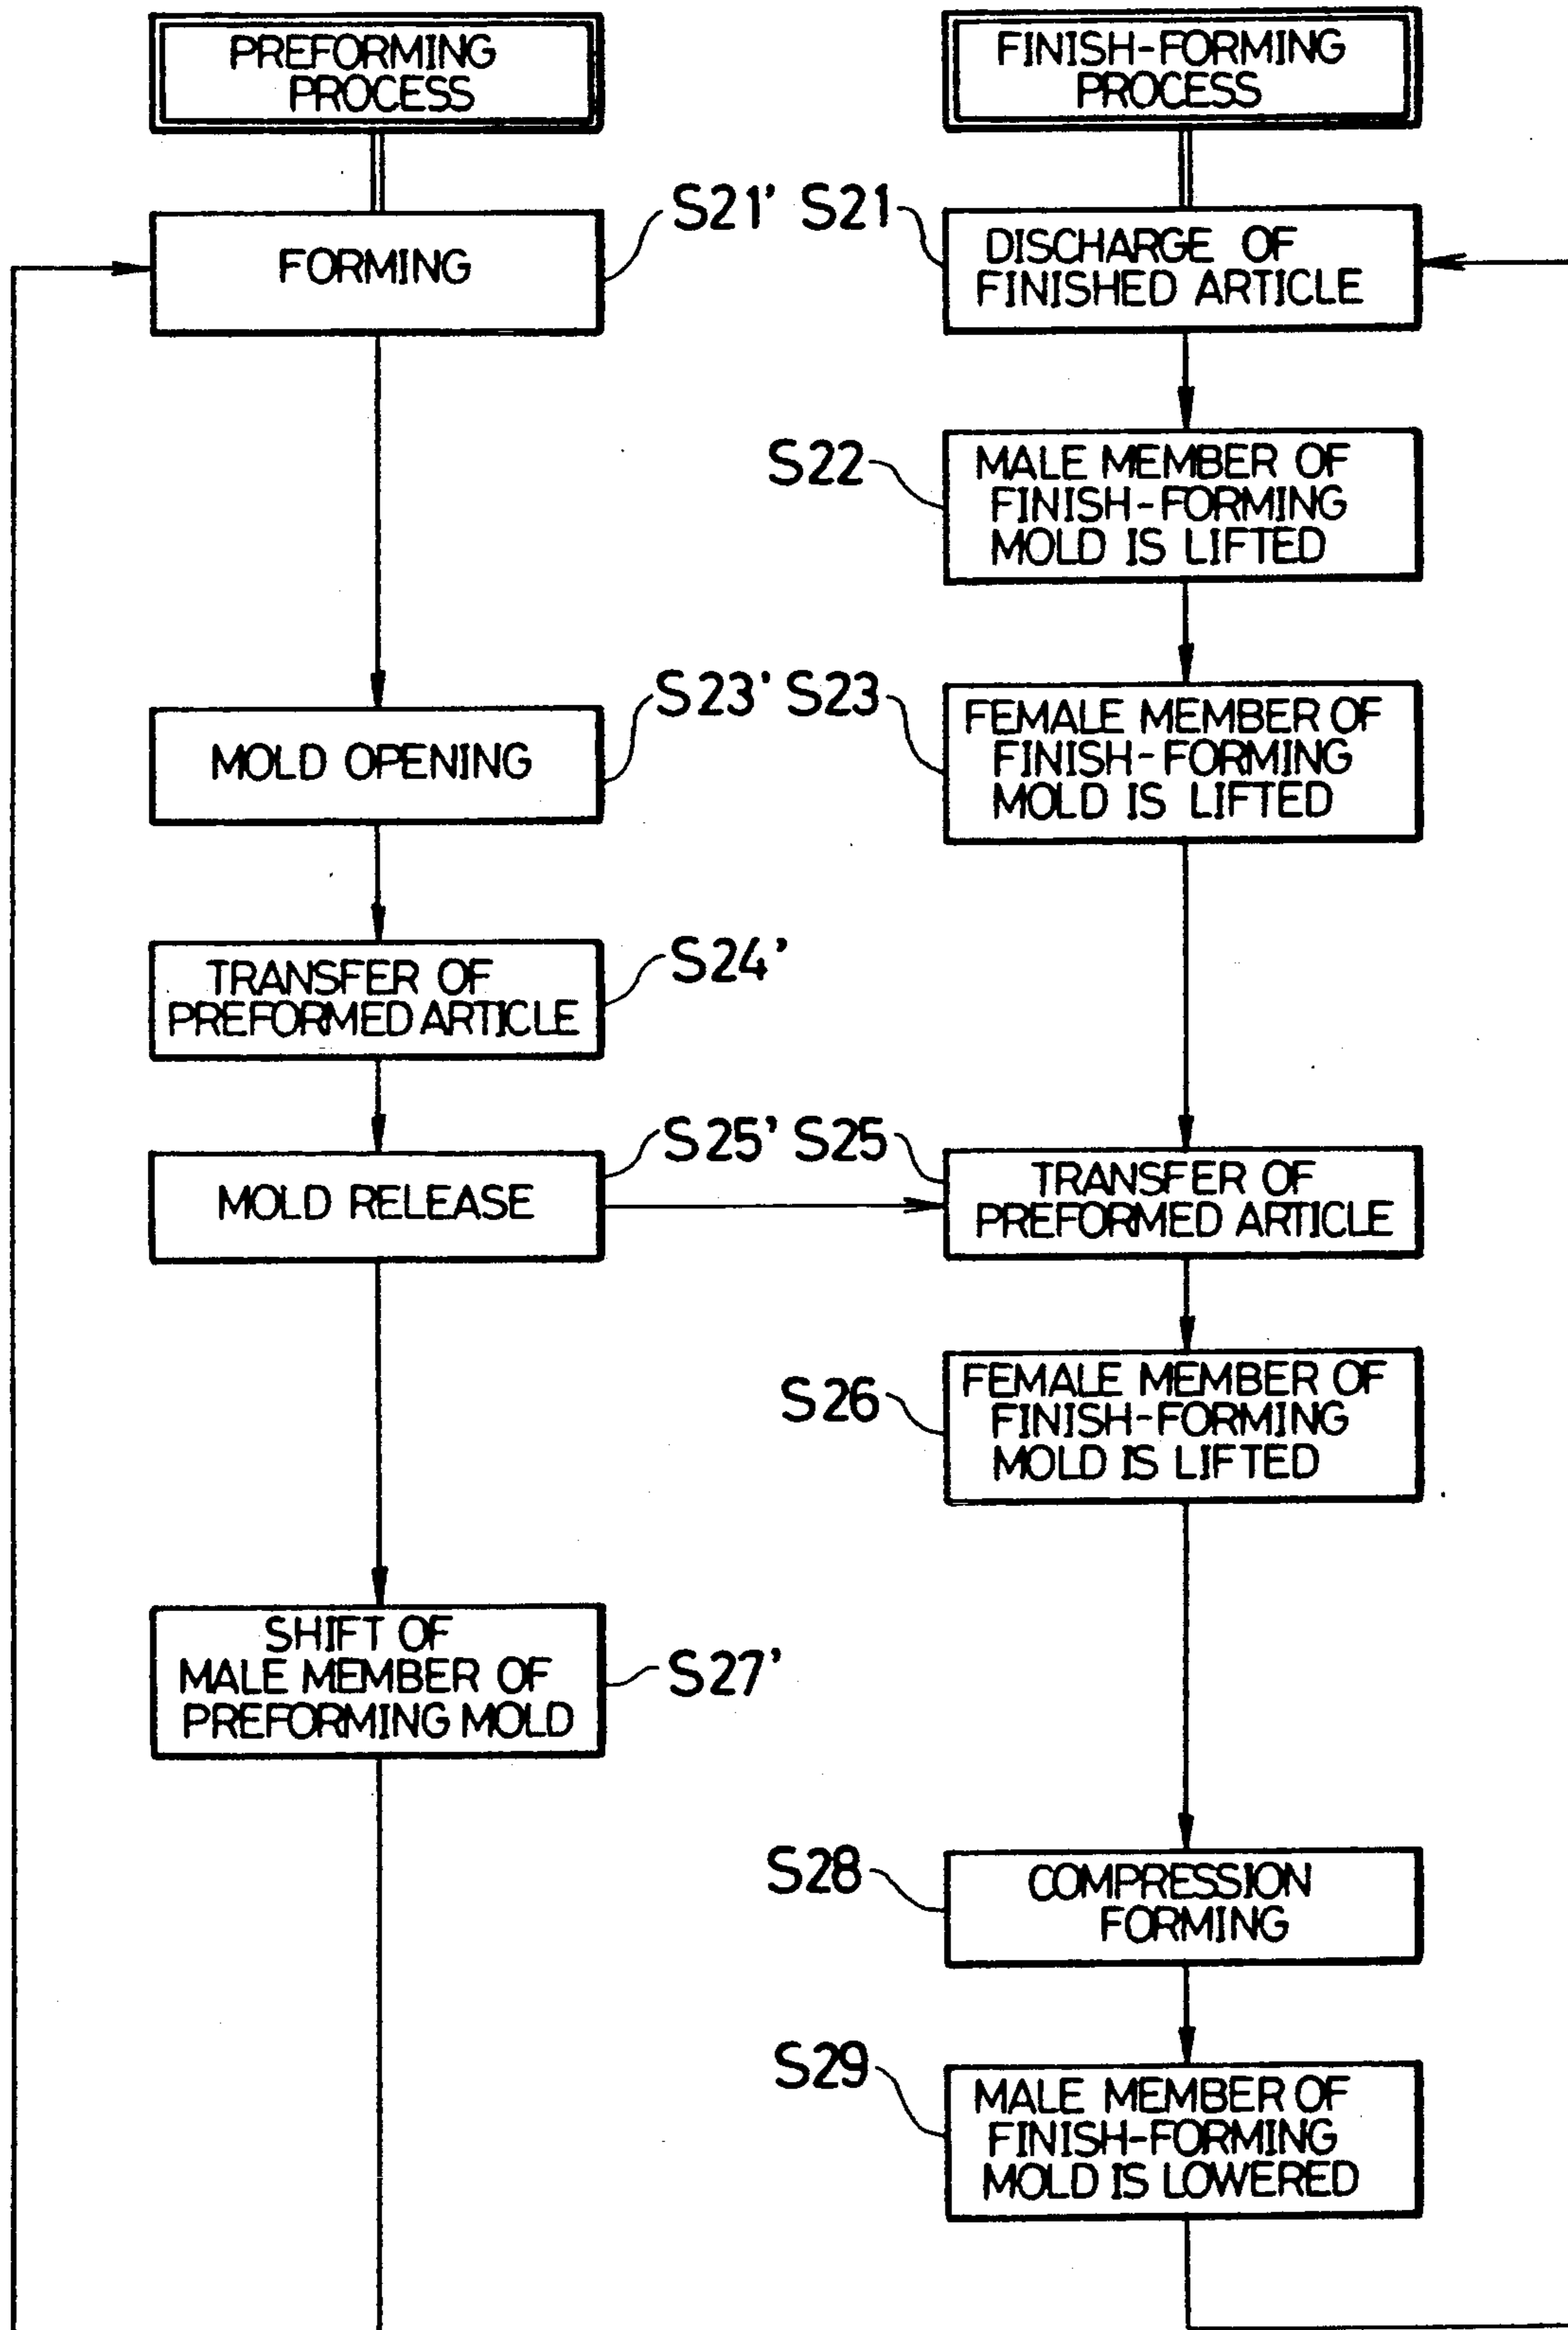 PREFORMING
PROCESS
FINISH-FORMING
PROCESS
S21' S21
FORMING
DISCHARGE OF
FINISHED ARTICLE
S22
MALE MEMBER OF
FINISH-FORMING
MOLD IS LIFTED
S23' S23
MOLD OPENING
FEMALE MEMBER OF
FINISH-FORMING
MOLD IS LIFTED
S24'
TRANSFER OF
PREFORMED ARTICLE
S25' S25
MOLD RELEASE
TRANSFER OF
PREFORMED ARTICLE
S26
FEMALE MEMBER OF
FINISH-FORMING
MOLD IS LIFTED
SHIFT OF
MALE MEMBER OF
PREFORMING MOLD
S27'
S28
COMPRESSION
FORMING
S29
MALE MEMBER OF
FINISH-FORMING
MOLD IS LOWERED